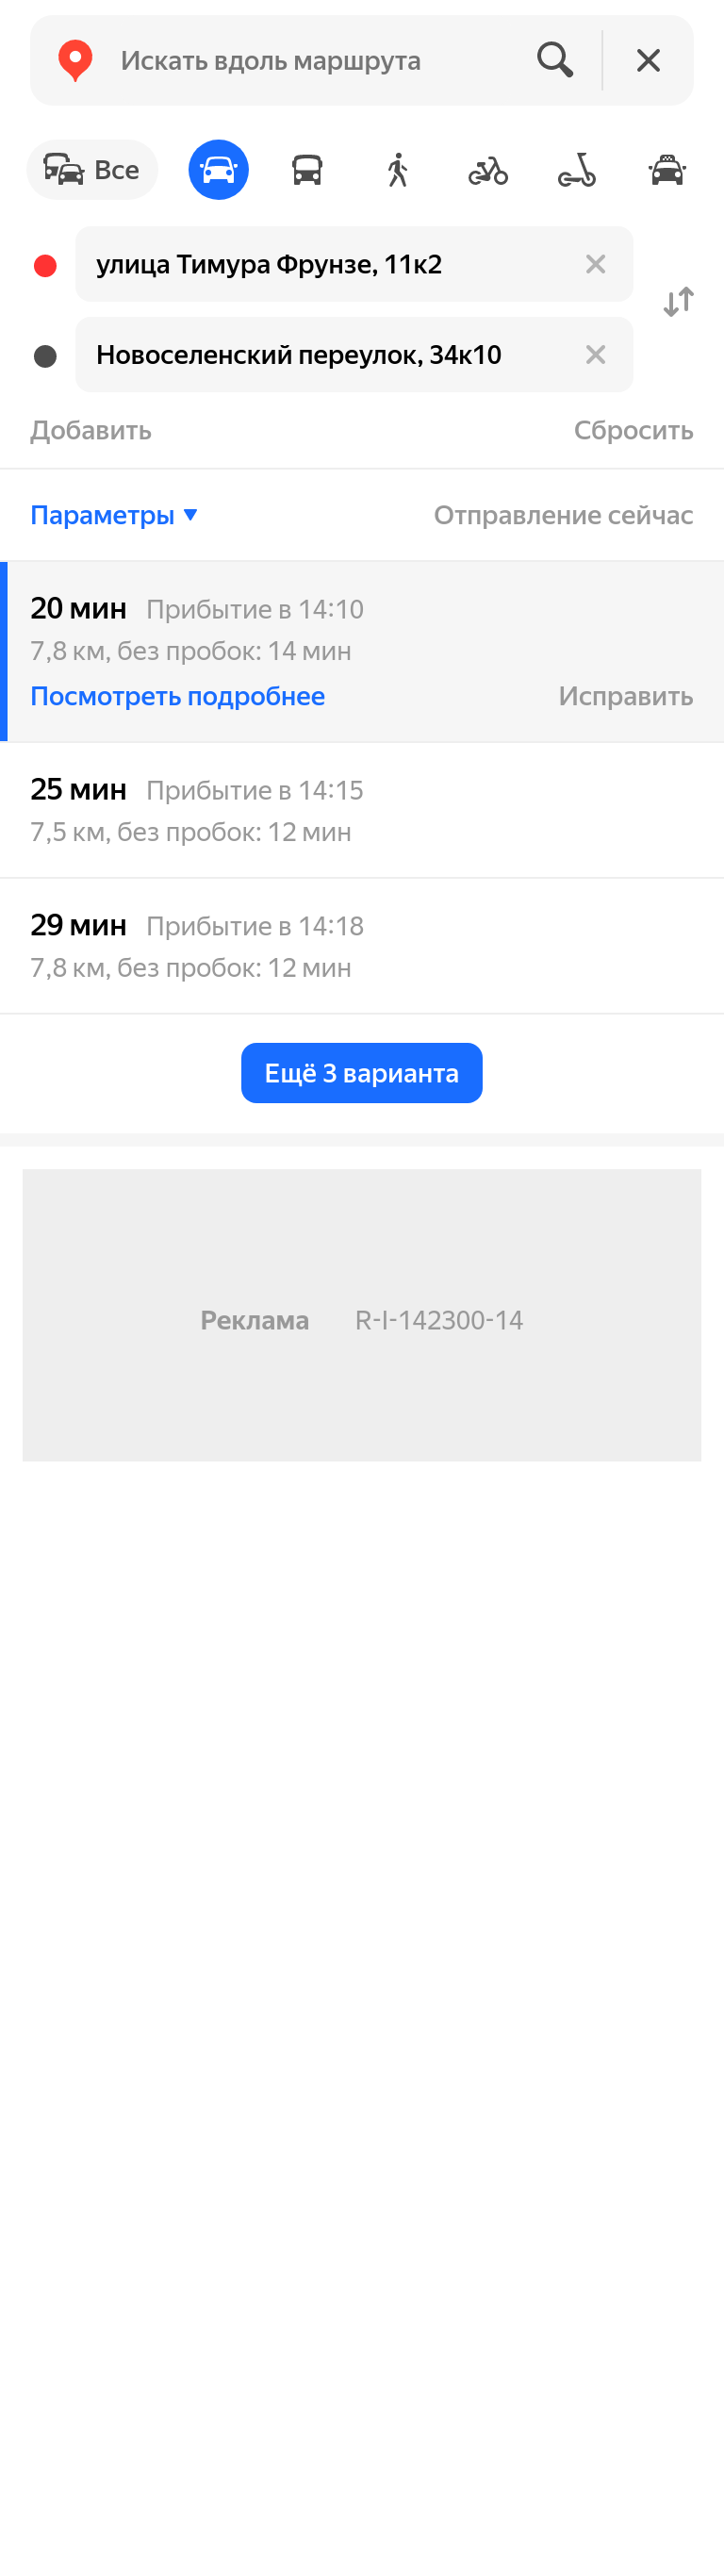 Искать вдоль маршрута
Все
улица Тимура Фрунзе, 11к2
Новоселенский переулок, 34к10
Добавить
Сбросить
Параметры
Отправление сейчас
20 мин Прибытие в 14:10
7,8 км, без пробок: 14 мин
Посмотреть подробнее
Исправить
25 мин Прибытие в 14:15
7,5 км, без пробок: 12 мин
29 мин Прибытие в 14:18
7,8 км, без пробок: 12 мин
Ещё 3 варианта
Реклама R-I-142300-14